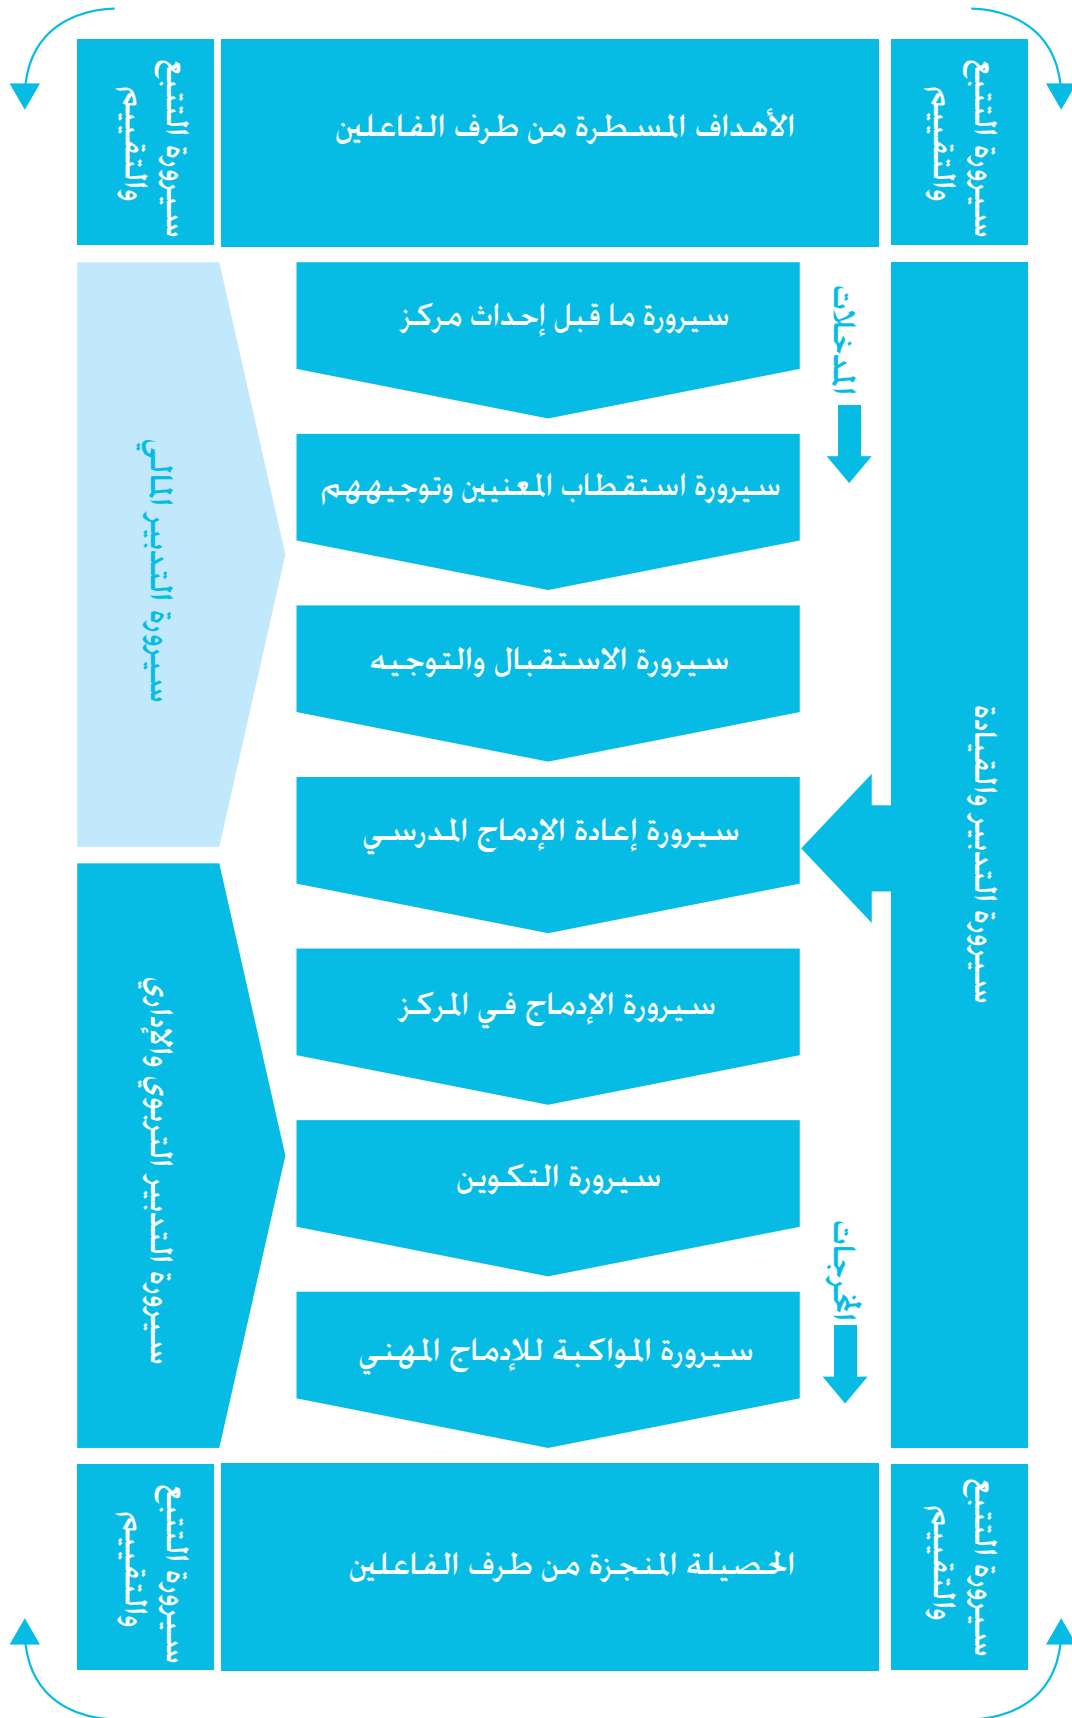 سيرورة التتبع
والتقييم
الأهداف المسطرة من طرف الفاعلين
سيرورة التتبع
والتقييم
سيرورة التدبير والقيادة
المدخلات
سيرورة ما قبل إحداث مركز
سيرورة استقطاب المعنيين وتوجيههم
سيرورة الاستقبال والتوجيه
سيرورة إعادة الإدماج المدرسي
سيرورة الإدماج في المركز
سيرورة التكوين
سيرورة المواكبة للإدماج المهني
المخرجات
سيرورة التدبير المالي
سيرورة التدبير التربوي والإداري
سيرورة التتبع
والتقييم
الحصيلة المنجزة من طرف الفاعلين
سيرورة التتبع
والتقييم